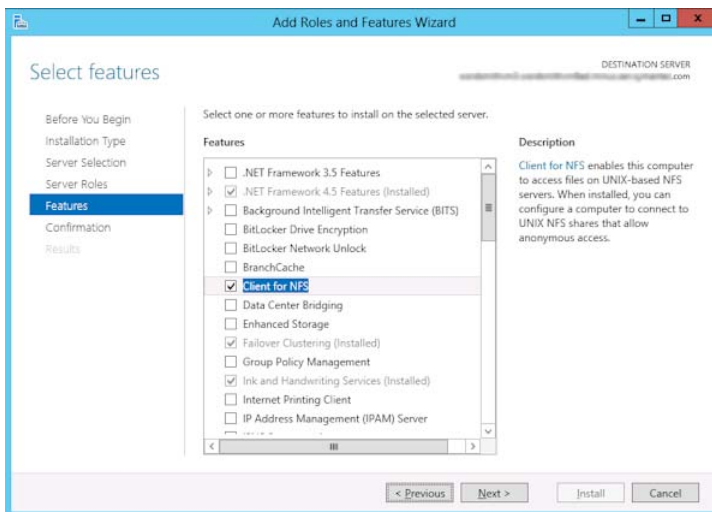 Add Roles and Features Wizard
Select features
DESTINATION SERVER
.com
Before You Begin
Installation Type
Server Selection
Server Roles
Features
Confirmation
Results
Select one or more features to install on the selected server.
Features
.NET Framework 3.5 Features
.NET Framework 4.5 Features (Installed)
Background Intelligent Transfer Service (BITS)
BitLocker Drive Encryption
BitLocker Network Unlock
BranchCache
Client for NFS
Data Center Bridging
Enhanced Storage
Failover Clustering (Installed)
Group Policy Management
Ink and Handwriting Services (Installed)
Internet Printing Client
IP Address Management (IPAM) Server
Description
Client for NFS enables this computer
to access files on UNIX-based NFS
servers. When installed, you can
configure a computer to connect to
UNIX NFS shares that allow
anonymous access.
< Previous
Next >
Install
Cancel